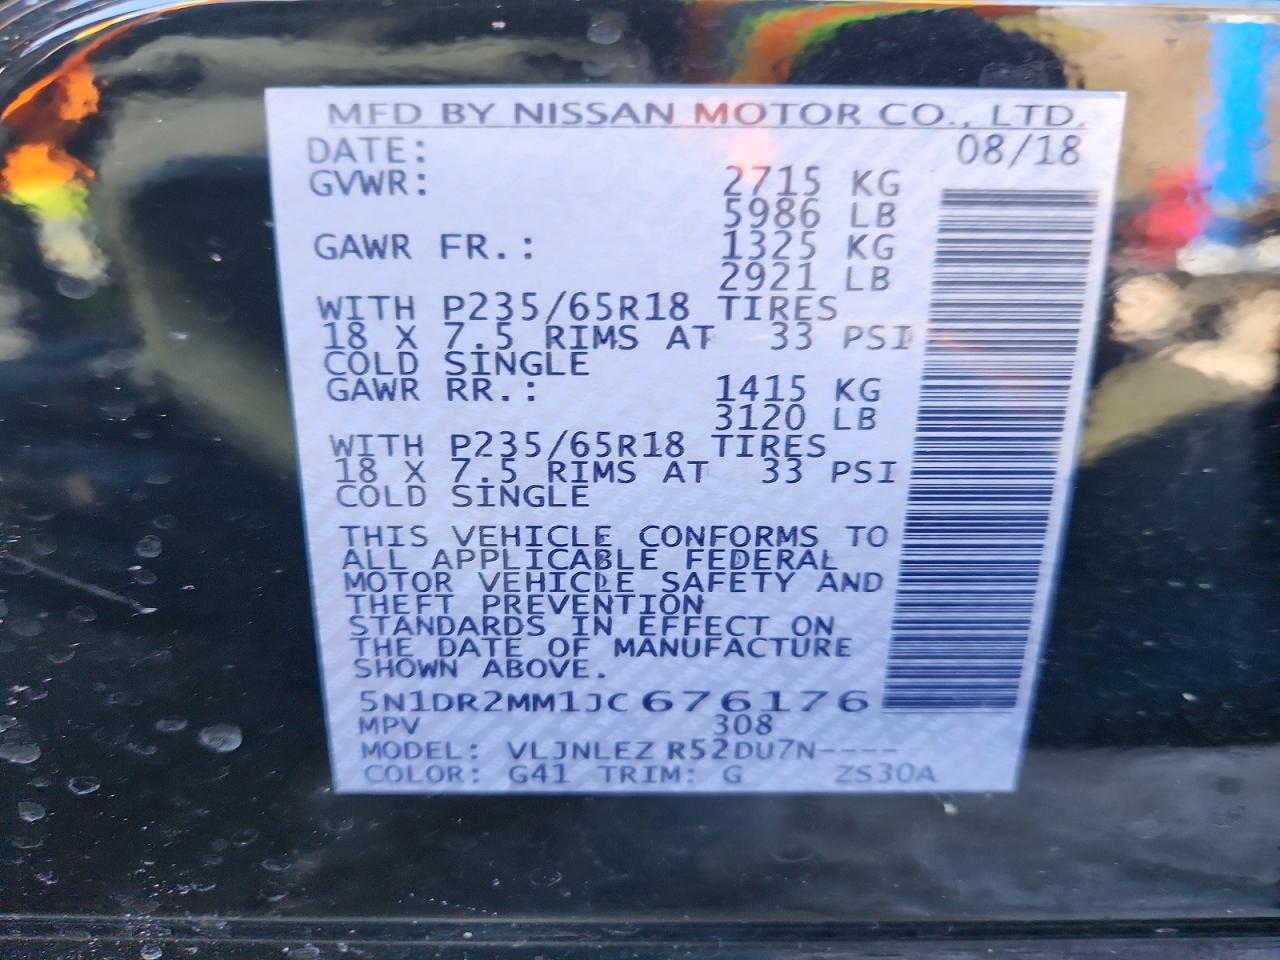 MFD BY NISSAN MOTOR CO., LTD.
DATE: 08/18
GVWR: 2715 KG
5986 LB
GAWR FR.: 1325 KG
2921 LB
WITH P235/65R18 TIRES
18 X 7.5 RIMS AT 33 PSI
COLD SINGLE
GAWR RR.: 1415 KG
3120 LB
WITH P235/65R18 TIRES
18 X 7.5 RIMS AT 33 PSI
COLD SINGLE
THIS VEHICLE CONFORMS TO
ALL APPLICABLE FEDERAL
MOTOR VEHICLE SAFETY AND
THEFT PREVENTION
STANDARDS IN EFFECT ON
THE DATE OF MANUFACTURE
SHOWN ABOVE.
5N1DR2MM1JC676176
MPV 308
MODEL: VLJNLEZ R52DU7N----
COLOR: G41 TRIM: G ZS30A